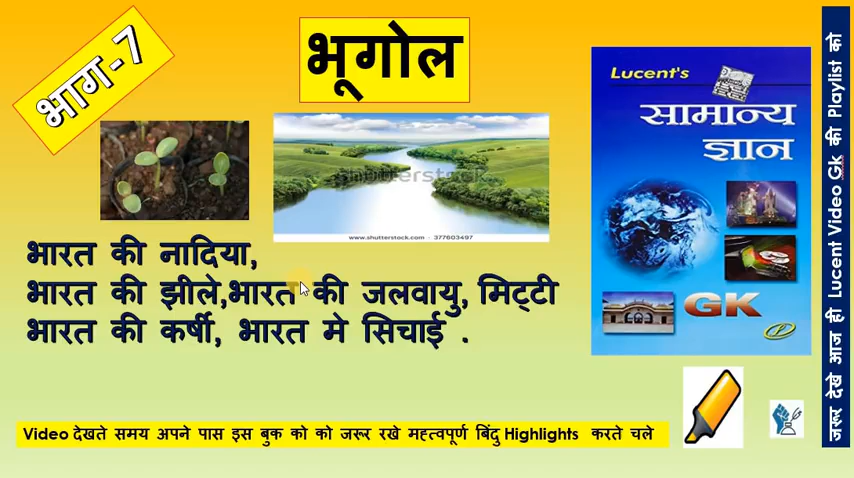 भाग-7
भूगोल
Lucent's
सामान्य
ज्ञान
GK
shutterstock
www.shutterstock.com · 377603497
भारत की नादिया,
भारत की झीले,भारत की जलवायु, मिट्टी
भारत की कर्षी, भारत मे सिचाई .
Video देखते समय अपने पास इस बुक को को जरूर रखे महत्वपूर्ण बिंदु Highlights करते चले
जरूर देखे आज ही Lucent Video Gk की Playlist को